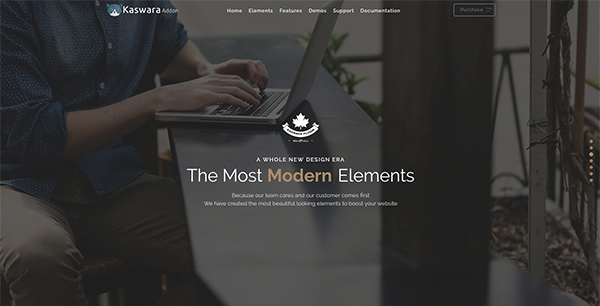 Kaswara Addon
Home Elements Features Demos Support Documentation
Purchase
WordPress
A WHOLE NEW DESIGN ERA
The Most Modern Elements
Because our team cares and our customer comes first
We have created the most beautiful looking elements to boost your website